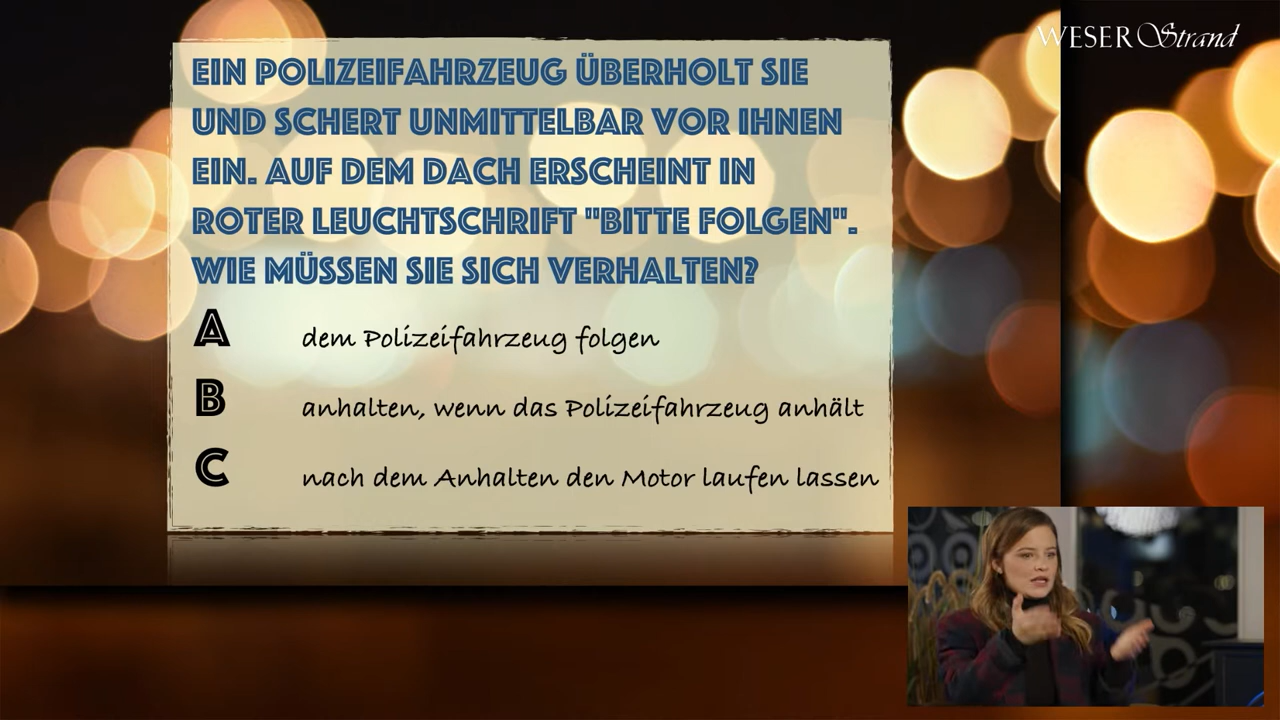 WESER Strand
EIN POLIZEIFAHRZEUG ÜBERHOLT SIE
UND SCHERT UNMITTELBAR VOR IHNEN
EIN. AUF DEM DACH ERSCHEINT IN
ROTER LEUCHTSCHRIFT "BITTE FOLGEN".
WIE MÜSSEN SIE SICH VERHALTEN?
A dem Polizeifahrzeug folgen
B anhalten, wenn das Polizeifahrzeug anhält
C nach dem Anhalten den Motor laufen lassen